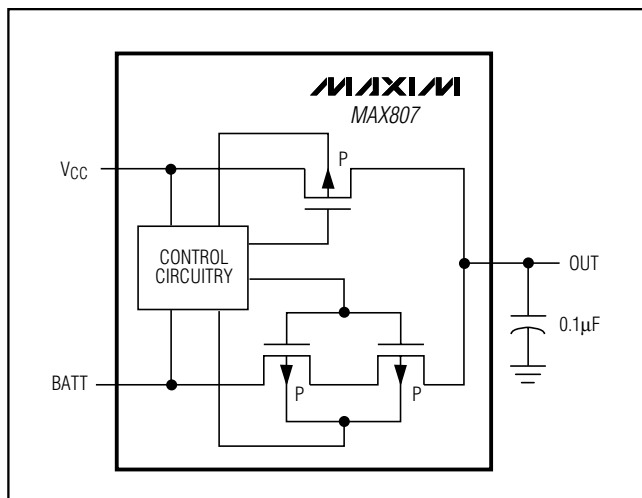 MAXIM
MAX807
P
VCC
CONTROL
CIRCUITRY
OUT
0.1µF
BATT
P
P